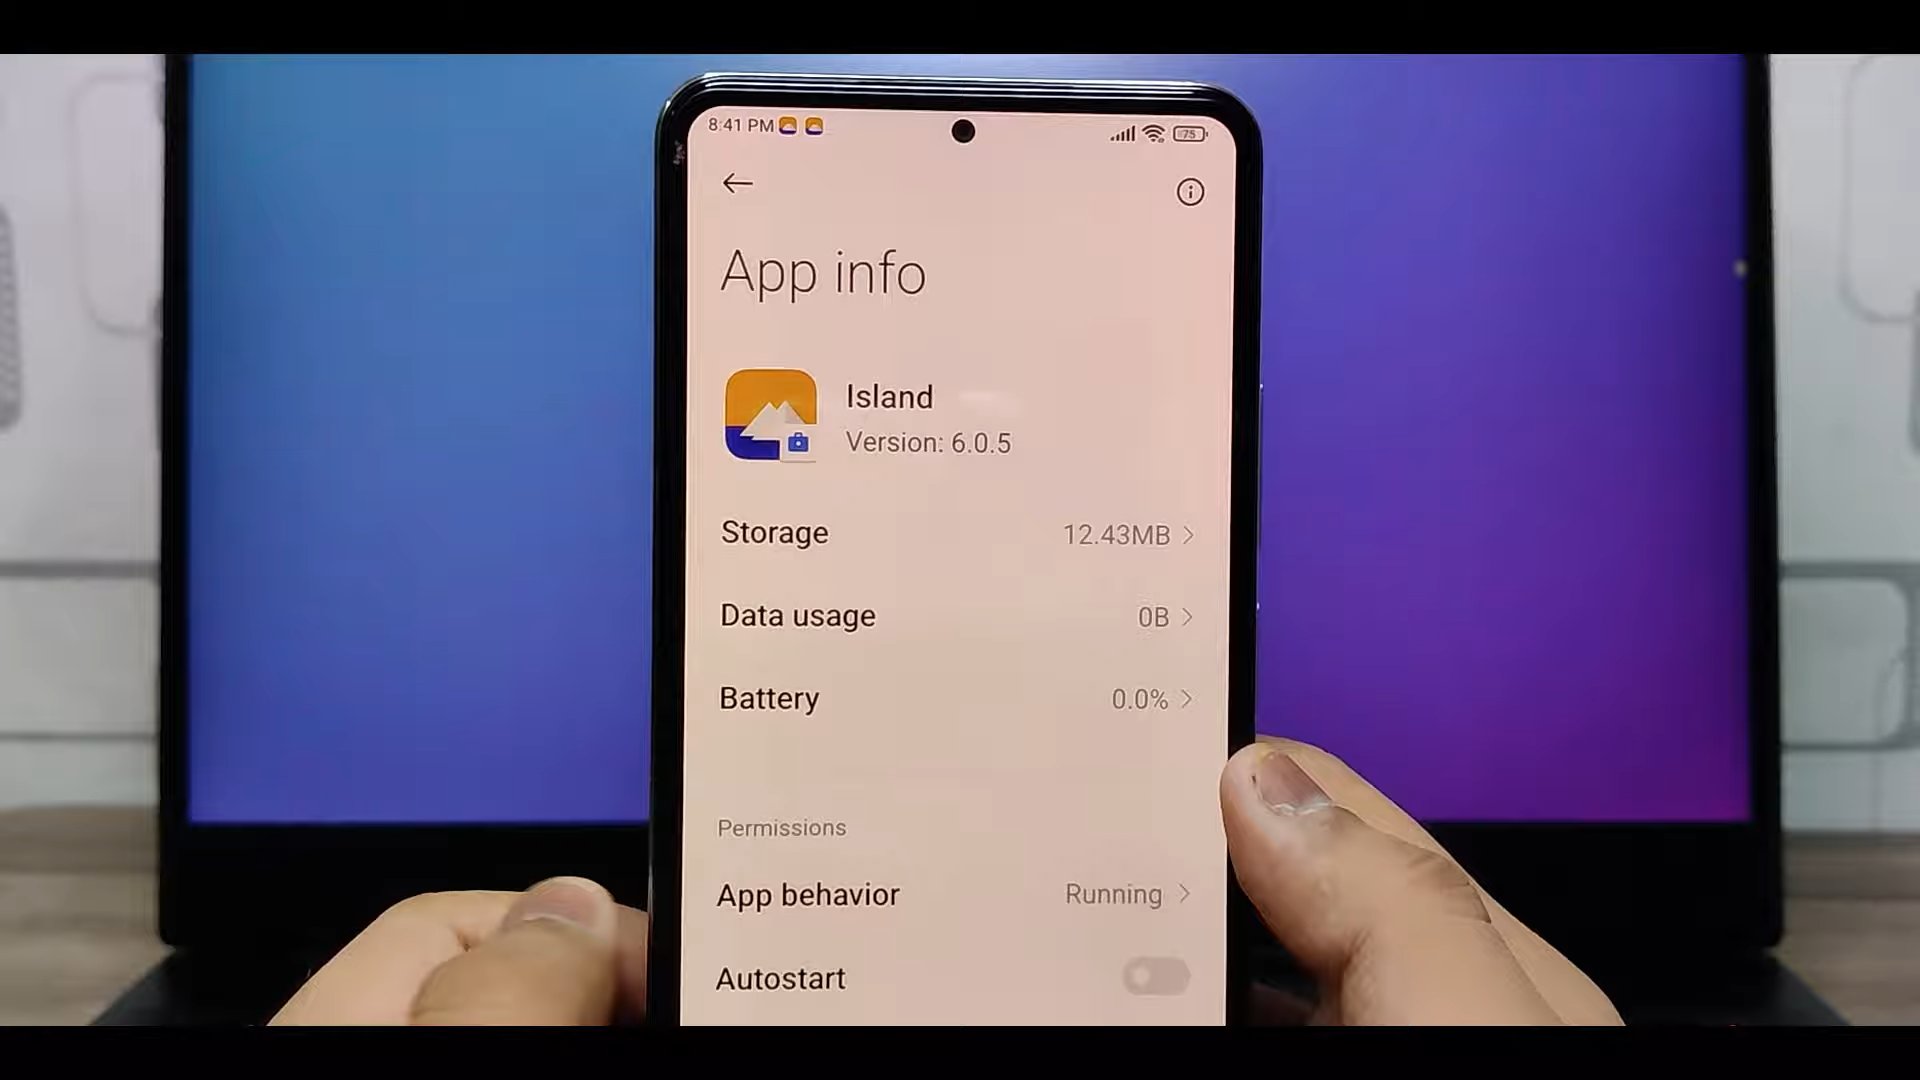 8:41 PM
75
App info
Island
Version: 6.0.5
Storage 12.43MB
Data usage 0B
Battery 0.0%
Permissions
App behavior Running
Autostart